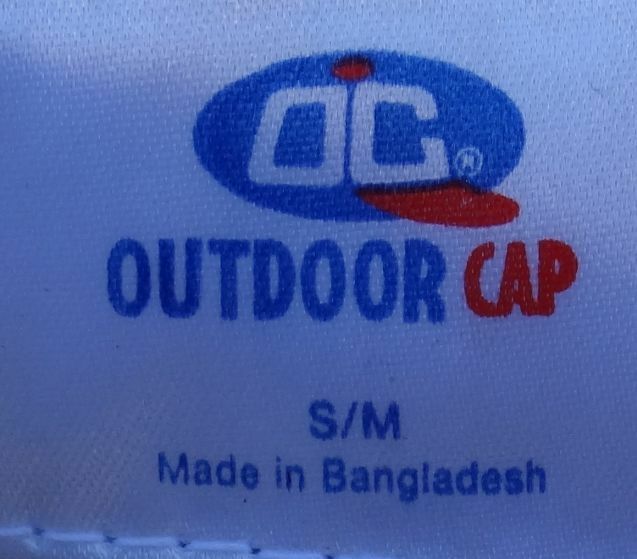 OC®
OUTDOOR CAP
S/M
Made in Bangladesh